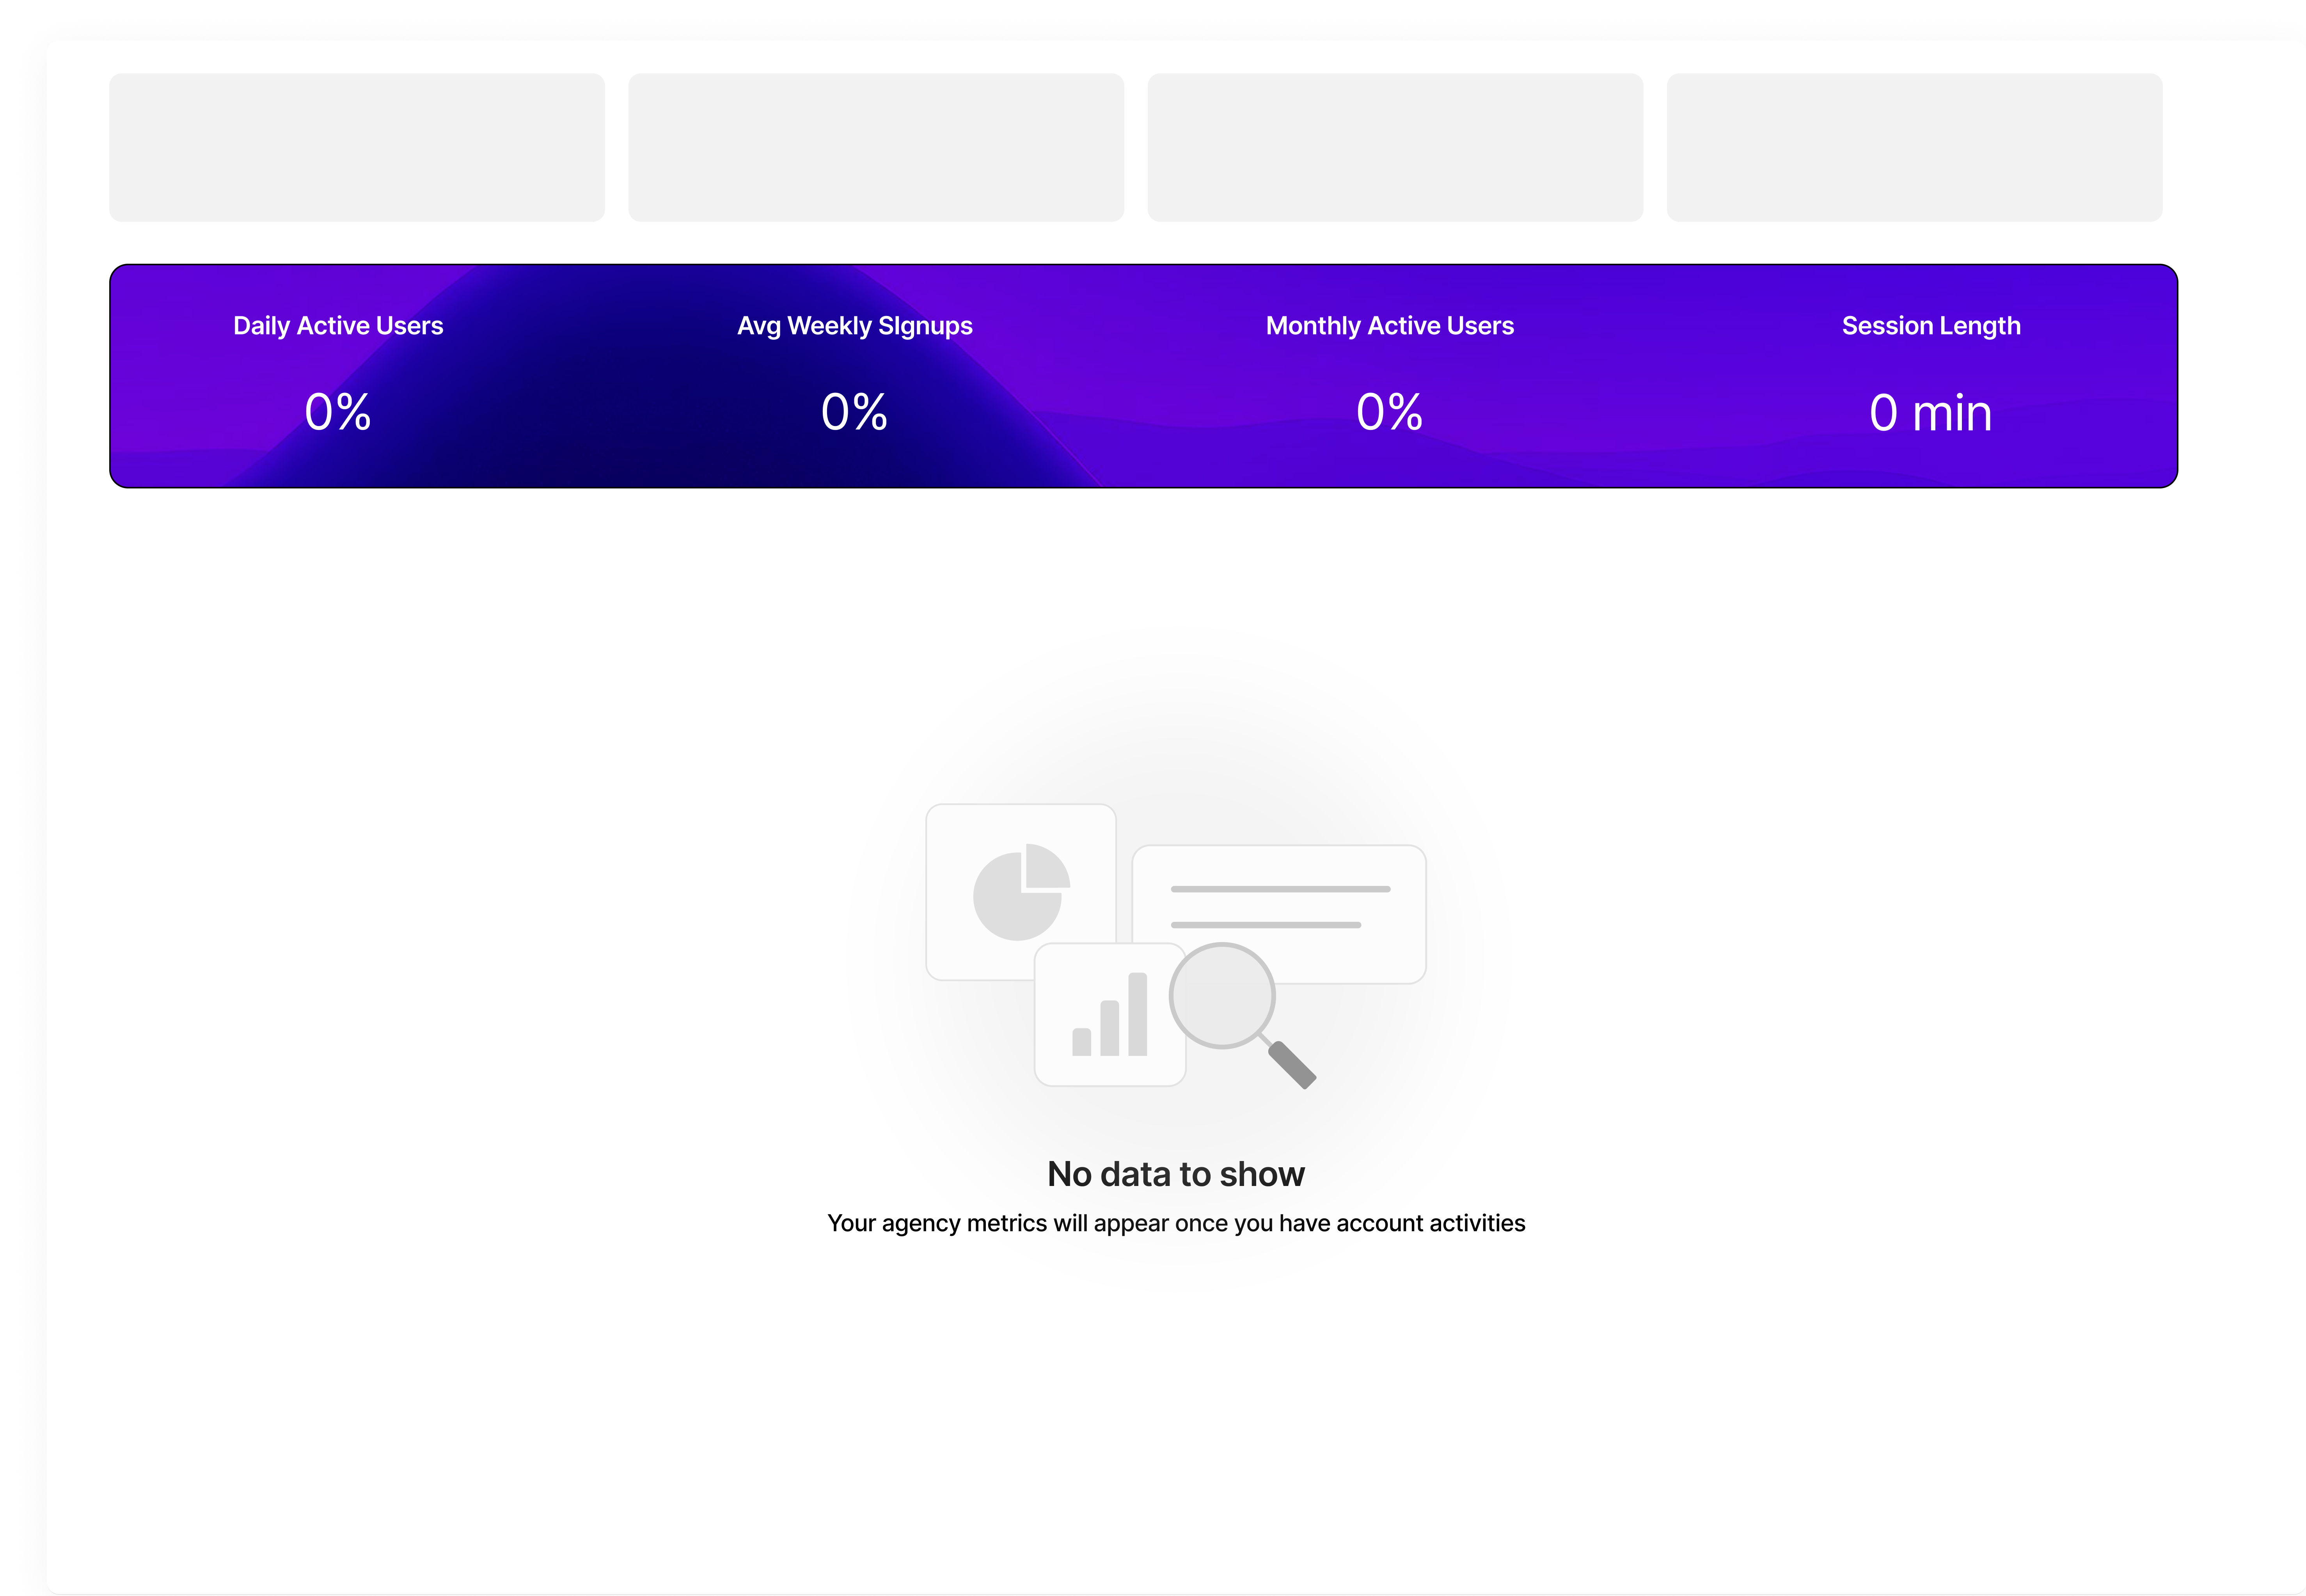 Daily Active Users
Avg Weekly SIgnups
Monthly Active Users
Session Length
0%
0%
0%
0 min
No data to show
Your agency metrics will appear once you have account activities